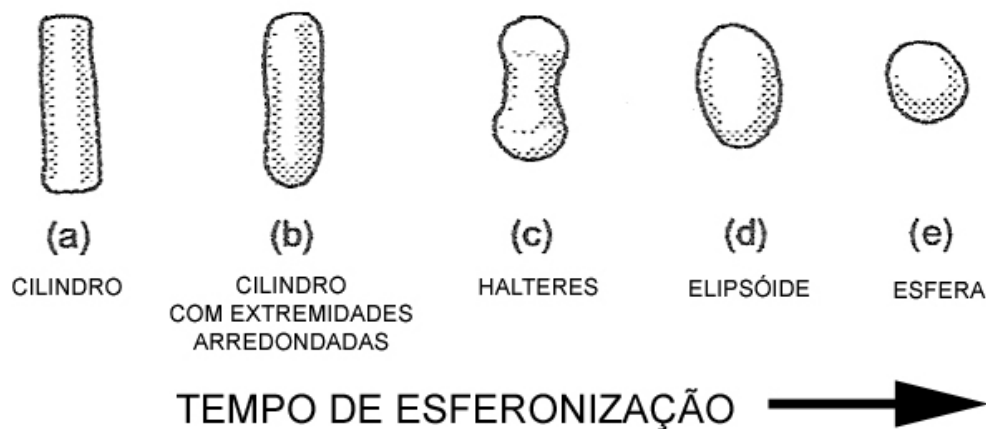 (a)
(b)
(c)
(d)
(e)
CILINDRO
CILINDRO
COM EXTREMIDADES
ARREDONDADAS
HALTERES
ELIPSÓIDE
ESFERA
TEMPO DE ESFERONIZAÇÃO